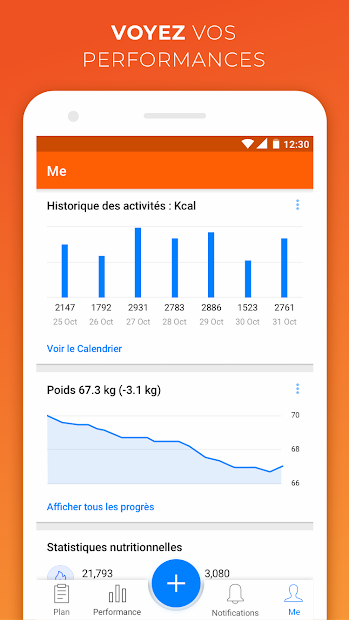 VOYEZ VOS
PERFORMANCES
12:30
Me
Historique des activités : Kcal
2147 1792 2931 2783 2886 1523 2761
25 Oct 26 Oct 27 Oct 28 Oct 29 Oct 30 Oct 31 Oct
Voir le Calendrier
Poids 67.3 kg (-3.1 kg)
70
68
66
Afficher tous les progrès
Statistiques nutritionnelles
21,793 3,080
Plan Performance Notifications Me